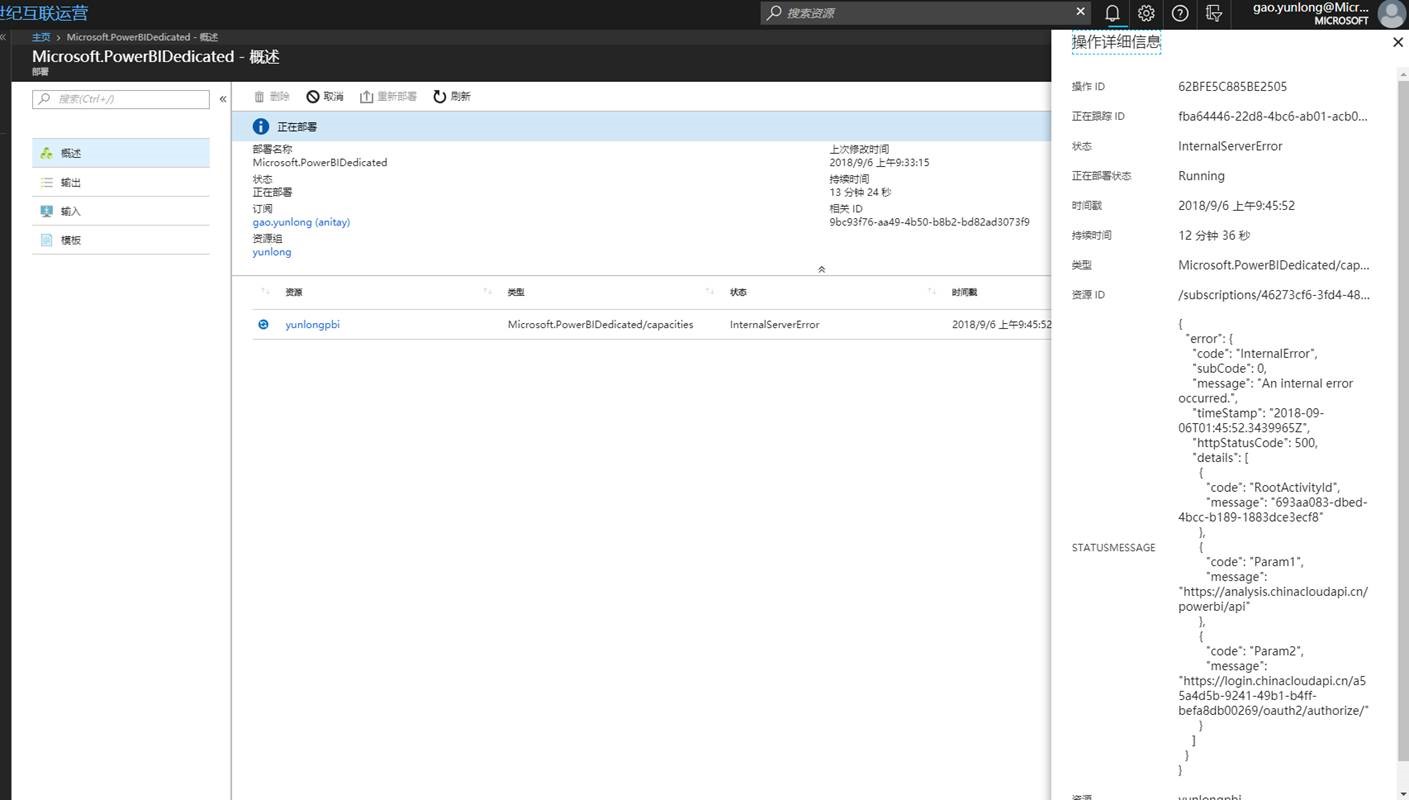 世纪互联运营
搜索资源
gao.yunlong@Micr...
MICROSOFT
主页 > Microsoft.PowerBIDedicated - 概述
Microsoft.PowerBIDedicated - 概述
部署
搜索(Ctrl+/)
概述
输出
输入
模板
删除 取消 重新部署 刷新
正在部署
部署名称
Microsoft.PowerBIDedicated
状态
正在部署
订阅
gao.yunlong (anitay)
资源组
yunlong
上次修改时间
2018/9/6 上午9:33:15
持续时间
13 分钟 24 秒
相关 ID
9bc93f76-aa49-4b50-b8b2-bd82ad3073f9
资源 类型 状态 时间戳
yunlongpbi Microsoft.PowerBIDedicated/capacities InternalServerError 2018/9/6 上午9:45:52
操作详细信息
操作 ID 62BFE5C885BE2505
正在跟踪 ID fba64446-22d8-4bc6-ab01-acb0...
状态 InternalServerError
正在部署状态 Running
时间戳 2018/9/6 上午9:45:52
持续时间 12 分钟 36 秒
类型 Microsoft.PowerBIDedicated/cap...
资源 ID /subscriptions/46273cf6-3fd4-48...
STATUSMESSAGE
{
"error": {
"code": "InternalError",
"subCode": 0,
"message": "An internal error
occurred.",
"timeStamp": "2018-09-
06T01:45:52.3439965Z",
"httpStatusCode": 500,
"details": [
{
"code": "RootActivityId",
"message": "693aa083-dbed-
4bcc-b189-1883dce3ecf8"
},
{
"code": "Param1",
"message":
"https://analysis.chinacloudapi.cn/
powerbi/api"
},
{
"code": "Param2",
"message":
"https://login.chinacloudapi.cn/a5
5a4d5b-9241-49b1-b4ff-
befa8db00269/oauth2/authorize/"
}
]
}
}
资源 yunlongpbi